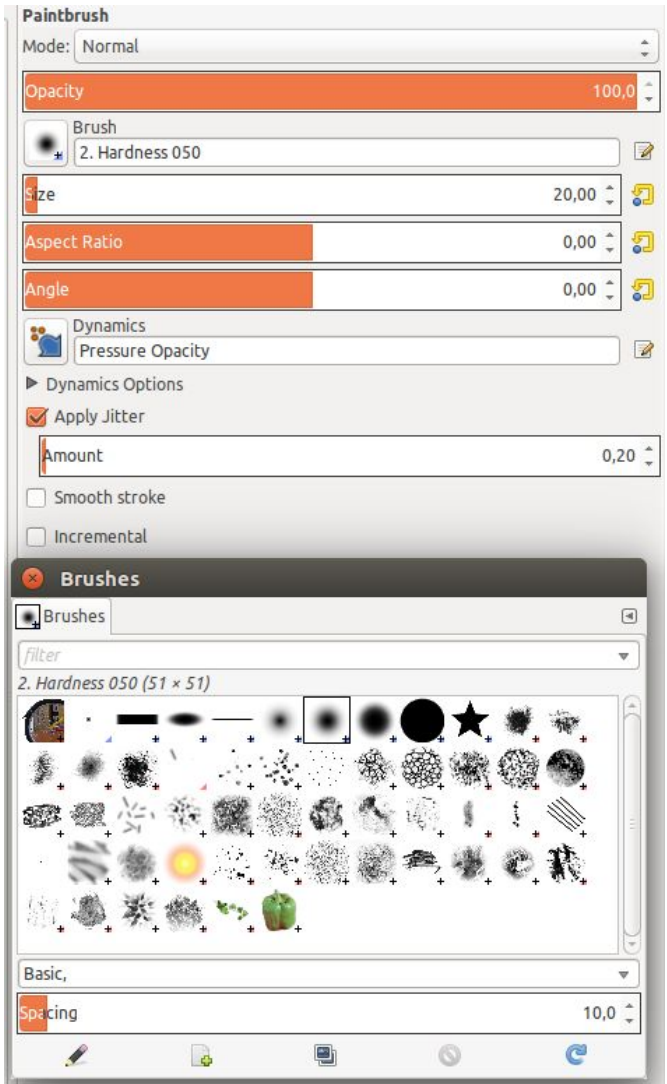 Paintbrush
Mode: Normal
Opacity 100,0
Brush
2. Hardness 050
Size 20,00
Aspect Ratio 0,00
Angle 0,00
Dynamics
Pressure Opacity
Dynamics Options
Apply Jitter
Amount 0,20
Smooth stroke
Incremental
Brushes
Brushes
filter
2. Hardness 050 (51 × 51)
Basic,
Spacing 10,0